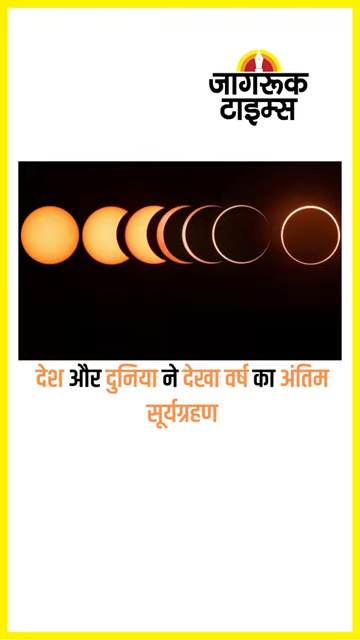 जागरूक
टाइम्स
देश और दुनिया ने देखा वर्ष का अंतिम
सूर्यग्रहण